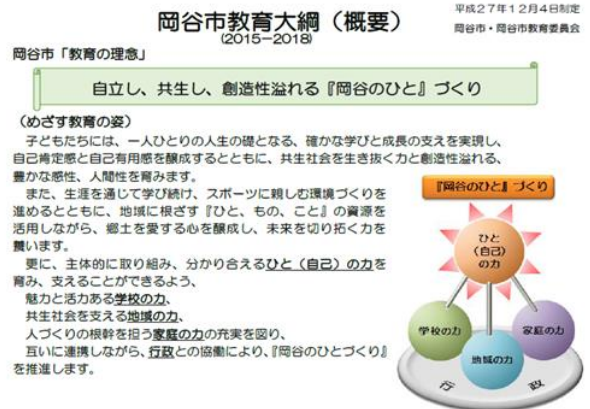 岡谷市教育大綱（概要）
(2015－2018)
平成27年12月4日制定
岡谷市・岡谷市教育委員会
岡谷市「教育の理念」
自立し、共生し、創造性溢れる『岡谷のひと』づくり
（めざす教育の姿）
子どもたちには、一人ひとりの人生の礎となる、確かな学びと成長の支えを実現し、
自己肯定感と自己有用感を醸成するとともに、共生社会を生き抜く力と創造性溢れる、
豊かな感性、人間性を育みます。
また、生涯を通じて学び続け、スポーツに親しむ環境づくりを
進めるとともに、地域に根ざす『ひと、もの、こと』の資源を
活用しながら、郷土を愛する心を醸成し、未来を切り拓く力を
養います。
更に、主体的に取り組み、分かり合えるひと（自己）の力を
育み、支えることができるよう、
魅力と活力ある学校の力、
共生社会を支える地域の力、
人づくりの根幹を担う家庭の力の充実を図り、
互いに連携しながら、行政との協働により、『岡谷のひとづくり』
を推進します。
『岡谷のひと』づくり
ひと
（自己）
の力
学校の力
家庭の力
地域の力
行 政